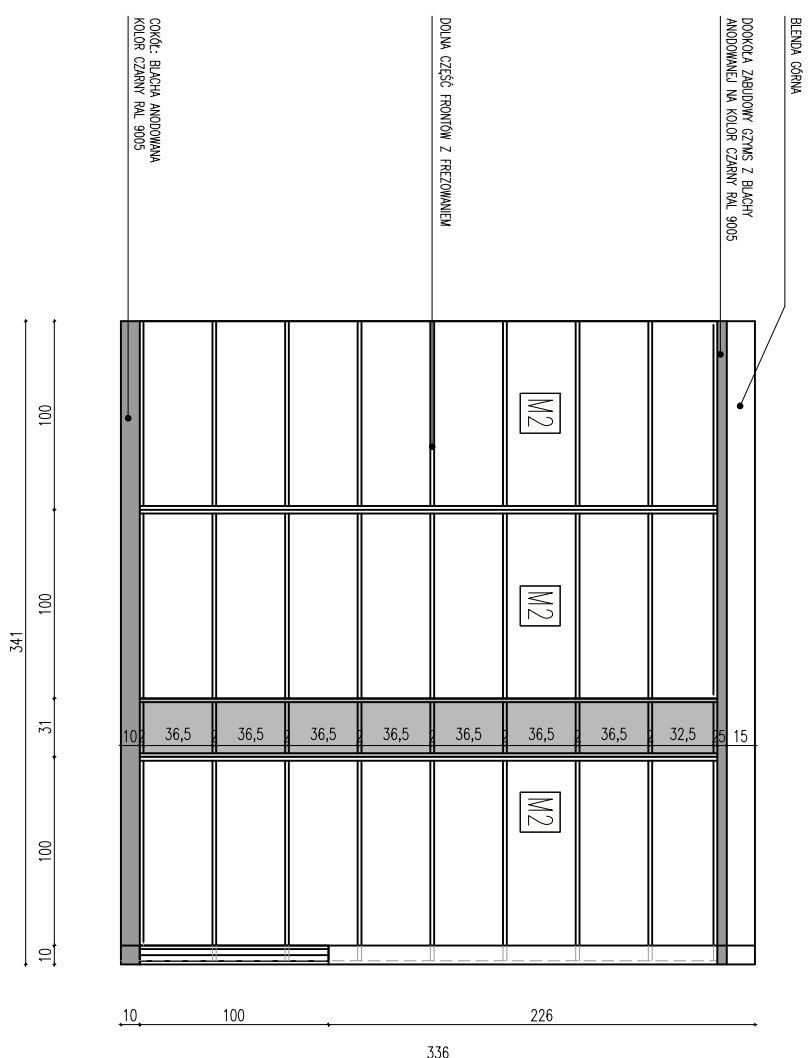 BLENDA GÓRNA
DOOKOŁA ZABUDOWY GZYMS Z BLACHY
ANODOWANEJ NA KOLOR CZARNY RAL 9005
DOLNA CZĘŚĆ FRONTÓW Z FREZOWANIEM
COKÓŁ: BLACHA ANODOWANA
KOLOR CZARNY RAL 9005
M2
M2
M2
10 2 36,5 2 36,5 2 36,5 2 36,5 2 36,5 2 36,5 2 36,5 2 32,5 2 5 15
100
100
31
100
10
341
10 100 226
336